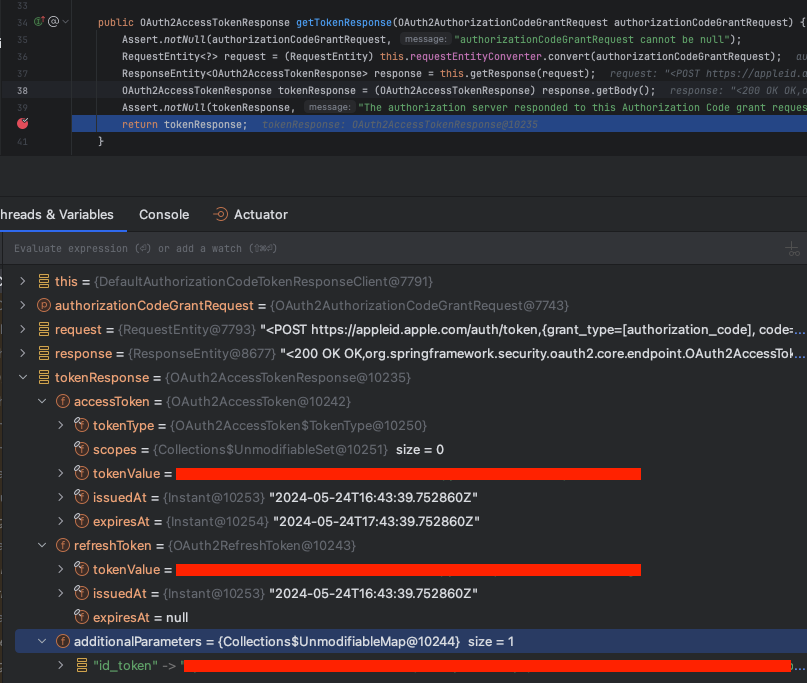 33
34 @ public OAuth2AccessTokenResponse getTokenResponse(OAuth2AuthorizationCodeGrantRequest authorizationCodeGrantRequest) {
35 Assert.notNull(authorizationCodeGrantRequest, message: "authorizationCodeGrantRequest cannot be null");
36 RequestEntity<?> request = (RequestEntity) this.requestEntityConverter.convert(authorizationCodeGrantRequest); au
37 ResponseEntity<OAuth2AccessTokenResponse> response = this.getResponse(request); request: "<POST https://appleid.a
38 OAuth2AccessTokenResponse tokenResponse = (OAuth2AccessTokenResponse) response.getBody(); response: "<200 OK OK,o
39 Assert.notNull(tokenResponse, message: "The authorization server responded to this Authorization Code grant reques
return tokenResponse; tokenResponse: OAuth2AccessTokenResponse@10235
41 }
hreads & Variables Console Actuator
Evaluate expression (⏎) or add a watch (⇧⌘⏎)
this = {DefaultAuthorizationCodeTokenResponseClient@7791}
authorizationCodeGrantRequest = {OAuth2AuthorizationCodeGrantRequest@7743}
request = {RequestEntity@7793} "<POST https://appleid.apple.com/auth/token,{grant_type=[authorization_code], code=...
response = {ResponseEntity@8677} "<200 OK OK,org.springframework.security.oauth2.core.endpoint.OAuth2AccessTok...
tokenResponse = {OAuth2AccessTokenResponse@10235}
accessToken = {OAuth2AccessToken@10242}
tokenType = {OAuth2AccessToken$TokenType@10250}
scopes = {Collections$UnmodifiableSet@10251} size = 0
tokenValue =
issuedAt = {Instant@10253} "2024-05-24T16:43:39.752860Z"
expiresAt = {Instant@10254} "2024-05-24T17:43:39.752860Z"
refreshToken = {OAuth2RefreshToken@10243}
tokenValue =
issuedAt = {Instant@10253} "2024-05-24T16:43:39.752860Z"
expiresAt = null
additionalParameters = {Collections$UnmodifiableMap@10244} size = 1
"id_token" -> "